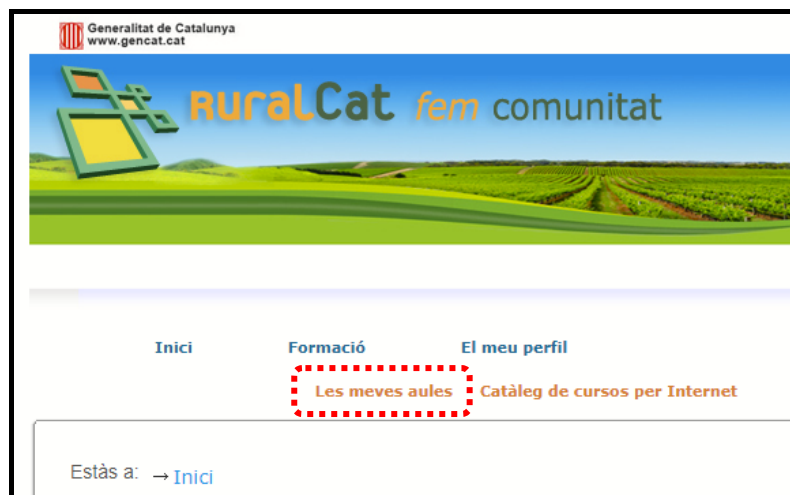 Generalitat de Catalunya
www.gencat.cat
RuralCat fem comunitat
Inici Formació El meu perfil
Les meves aules Catàleg de cursos per Internet
Estàs a: → Inici